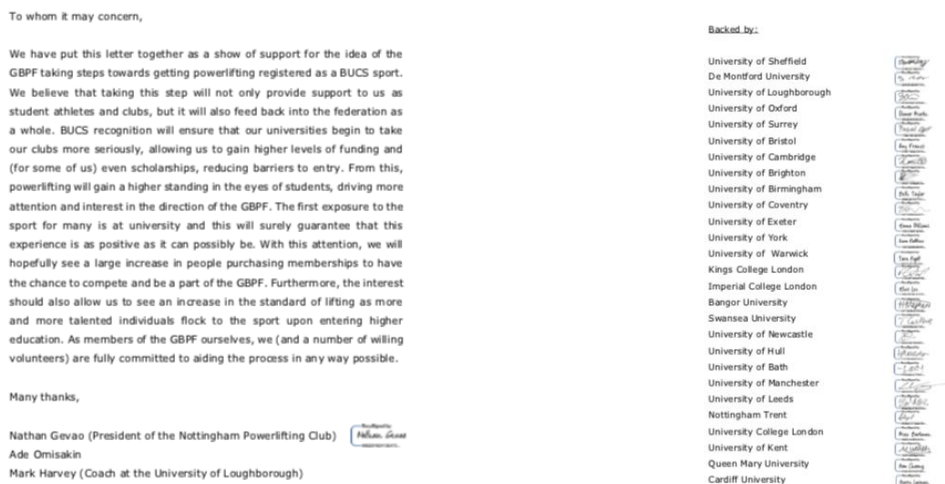 To whom it may concern,
We have put this letter together as a show of support for the idea of the
GBPF taking steps towards getting powerlifting registered as a BUCS sport.
We believe that taking this step will not only provide support to us as
student athletes and clubs, but it will also feed back into the federation as
a whole. BUCS recognition will ensure that our universities begin to take
our clubs more seriously, allowing us to gain higher levels of funding and
(for some of us) even scholarships, reducing barriers to entry. From this,
powerlifting will gain a higher standing in the eyes of students, driving more
attention and interest in the direction of the GBPF. The first exposure to the
sport for many is at university and this will surely guarantee that this
experience is as positive as it can possibly be. With this attention, we will
hopefully see a large increase in people purchasing memberships to have
the chance to compete and be a part of the GBPF. Furthermore, the interest
should also allow us to see an increase in the standard of lifting as more
and more talented individuals flock to the sport upon entering higher
education. As members of the GBPF ourselves, we (and a number of willing
volunteers) are fully committed to aiding the process in any way possible.
Many thanks,
Nathan Gevao (President of the Nottingham Powerlifting Club)
Ade Omisakin
Mark Harvey (Coach at the University of Loughborough)
Backed by:
University of Sheffield
De Montford University
University of Loughborough
University of Oxford
University of Surrey
University of Bristol
University of Cambridge
University of Brighton
University of Birmingham
University of Coventry
University of Exeter
University of York
University of Warwick
Kings College London
Imperial College London
Bangor University
Swansea University
University of Newcastle
University of Hull
University of Bath
University of Manchester
University of Leeds
Nottingham Trent
University College London
University of Kent
Queen Mary University
Cardiff University